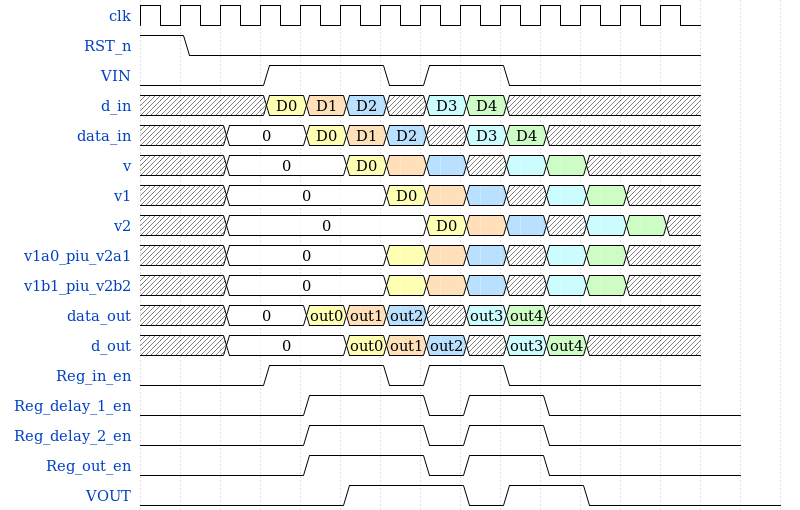 clk
RST_n
VIN
d_in D0 D1 D2 D3 D4
data_in 0 D0 D1 D2 D3 D4
v 0 D0
v1 0 D0
v2 0 D0
v1a0_piu_v2a1 0
v1b1_piu_v2b2 0
data_out 0 out0 out1 out2 out3 out4
d_out 0 out0 out1 out2 out3 out4
Reg_in_en
Reg_delay_1_en
Reg_delay_2_en
Reg_out_en
VOUT